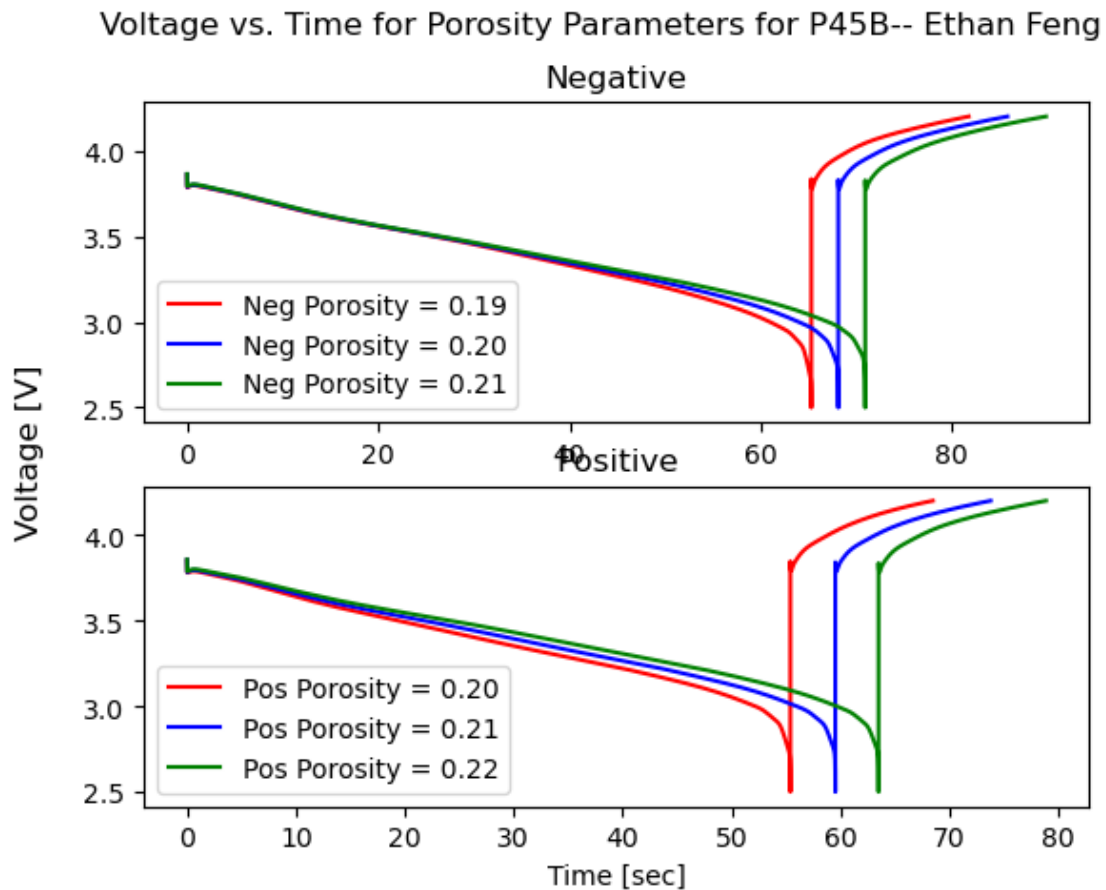 Voltage vs. Time for Porosity Parameters for P45B-- Ethan Feng
Negative
Voltage [V]
4.0
3.5
3.0
2.5
Neg Porosity = 0.19
Neg Porosity = 0.20
Neg Porosity = 0.21
0 20 40 60 80
Positive
4.0
3.5
3.0
2.5
Pos Porosity = 0.20
Pos Porosity = 0.21
Pos Porosity = 0.22
0 10 20 30 40 50 60 70 80
Time [sec]